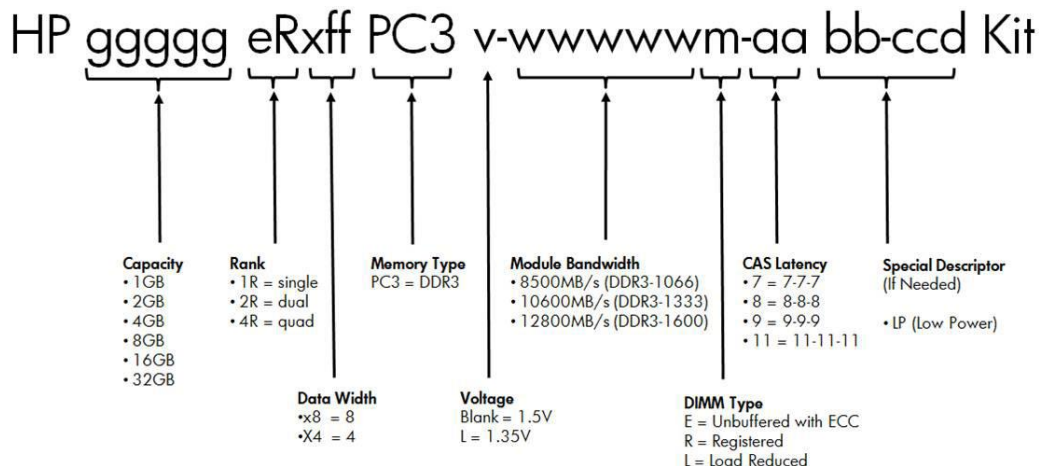 HP ggggg eRxff PC3 v-wwwwwm-aa bb-ccd Kit
Capacity
• 1GB
• 2GB
• 4GB
• 8GB
• 16GB
• 32GB
Rank
• 1R = single
• 2R = dual
• 4R = quad
Data Width
•x8 = 8
•X4 = 4
Memory Type
PC3 = DDR3
Voltage
Blank = 1.5V
L = 1.35V
Module Bandwidth
• 8500MB/s (DDR3-1066)
• 10600MB/s (DDR3-1333)
• 12800MB/s (DDR3-1600)
DIMM Type
E = Unbuffered with ECC
R = Registered
L = Load Reduced
CAS Latency
• 7 = 7-7-7
• 8 = 8-8-8
• 9 = 9-9-9
• 11 = 11-11-11
Special Descriptor
(If Needed)
• LP (Low Power)